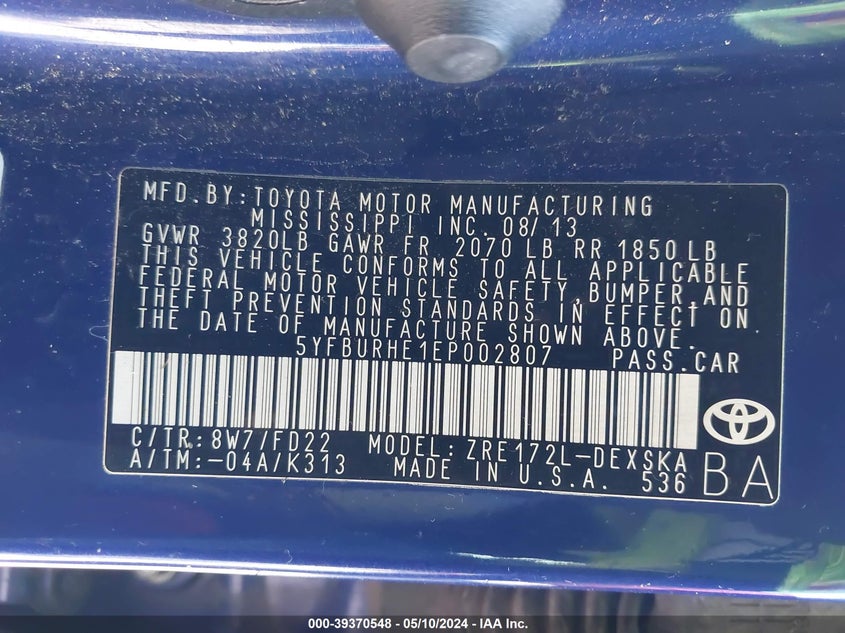 MFD.BY:TOYOTA MOTOR MANUFACTURING
MISSISSIPPI INC. 08/13
GVWR 3820LB GAWR FR 2070 LB RR 1850LB
THIS VEHICLE CONFORMS TO ALL APPLICABLE
FEDERAL MOTOR VEHICLE SAFETY,BUMPER,AND
THEFT PREVENTION STANDARDS IN EFFECT ON
THE DATE OF MANUFACTURE SHOWN ABOVE.
5YFBURHE1EP002807 PASS.CAR
C/TR:8W7/FD22 MODEL:ZRE172L-DEXSKA
A/TM:-04A/K313 MADE IN U.S.A. 536 BA
000-39370548 - 05/10/2024 - IAA Inc.